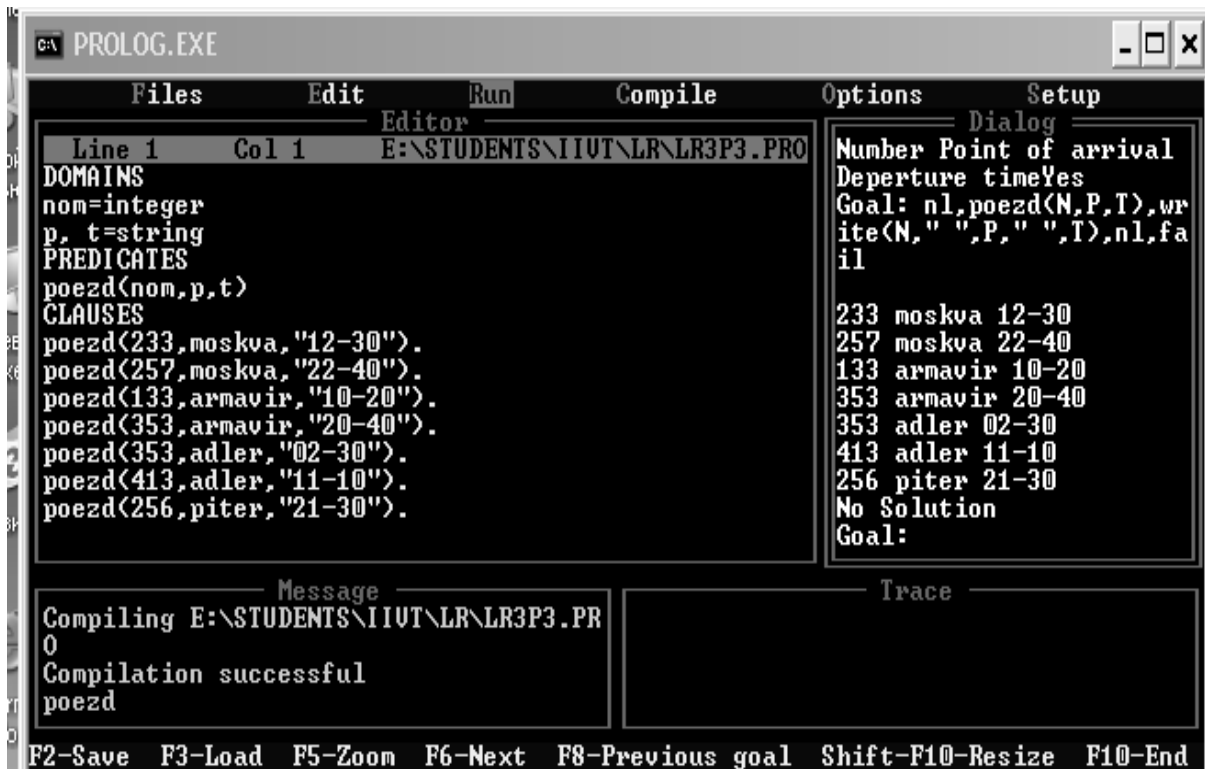 PROLOG.EXE
Files Edit Run Compile Options Setup
Editor
Line 1 Col 1 E:\STUDENTS\IIVT\LR\LR3P3.PRO
DOMAINS
nom=integer
p, t=string
PREDICATES
poezd(nom,p,t)
CLAUSES
poezd(233,moskva,"12-30").
poezd(257,moskva,"22-40").
poezd(133,armavir,"10-20").
poezd(353,armavir,"20-40").
poezd(353,adler,"02-30").
poezd(413,adler,"11-10").
poezd(256,piter,"21-30").
Dialog
Number Point of arrival
Deperture timeYes
Goal: nl,poezd(N,P,T),wr
ite(N," ",P," ",T),nl,fa
il
233 moskva 12-30
257 moskva 22-40
133 armavir 10-20
353 armavir 20-40
353 adler 02-30
413 adler 11-10
256 piter 21-30
No Solution
Goal:
Message
Compiling E:\STUDENTS\IIVT\LR\LR3P3.PR
O
Compilation successful
poezd
Trace
F2-Save F3-Load F5-Zoom F6-Next F8-Previous goal Shift-F10-Resize F10-End